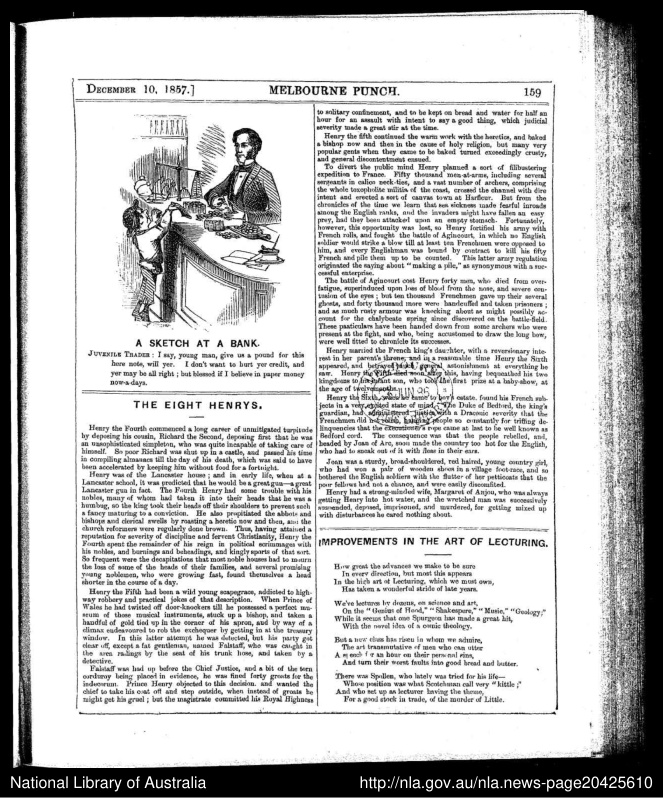 DECEMBER 10, 1857.]
MELBOURNE PUNCH.
159
A SKETCH AT A BANK.
JUVENILE TRADER : I say, young man, give us a pound for this
here note, will yer. I don't want to hurt yer credit, and
yer may be all right ; but blessed if I believe in paper money
now-a-days.
THE EIGHT HENRYS.
Henry the Fourth commenced a long career of unmitigated turpitude
by deposing his cousin, Richard the Second, deposing first that he was
an unsophisticated simpleton, who was quite incapable of taking care of
himself. So poor Richard was shut up in a castle, and passed his time
in compiling almanacs till the day of his death, which was said to have
been accelerated by keeping him without food for a fortnight.
Henry was of the Lancaster house ; and in early life, when at a
Lancaster school, it was predicted that he would be a great gun—a great
Lancaster gun in fact. The Fourth Henry had some trouble with his
nobles, many of whom had taken it into their heads that he was a
humbug, so the king took their heads off their shoulders to prevent such
a fancy maturing to a conviction. He also propitiated the abbots and
bishops and clerical swells by roasting a heretic now and then, and the
church reformers were regularly done brown. Thus, having attained a
reputation for severity of discipline and fervent Christianity, Henry the
Fourth spent the remainder of his reign in political scrimmages with
his nobles, and burnings and beheadings, and kingly sports of that sort.
So frequent were the decapitations that most noble houses had to mourn
the loss of some of the heads of their families, and several promising
young noblemen, who were growing fast, found themselves a head
shorter in the course of a day.
Henry the Fifth had been a wild young scapegrace, addicted to high-
way robbery and practical jokes of that description. When Prince of
Wales he had twisted off door-knockers till he possessed a perfect mu-
seum of those musical instruments, stuck up a bishop, and taken a
handful of gold tied up in the corner of his apron, and by way of a
climax endeavoured to rob the exchequer by getting in at the treasury
window. In this latter attempt he was detected, but his party got
clear off, except a fat gentleman, named Falstaff, who was caught in
the area railings by the seat of his trunk hose, and taken by a
detective.
Falstaff was had up before the Chief Justice, and a bit of the torn
corduroy being placed in evidence, he was fined forty groats for the
indecorum. Prince Henry objected to this decision and wanted the
chief to take his coat off and step outside, when instead of groats he
might get his gruel ; but the magistrate committed his Royal Highness
to solitary confinement, and to be kept on bread and water for half an
hour for an assault with intent to say a good thing, which judicial
severity made a great stir at the time.
Henry the fifth continued the warm work with the heretics, and baked
a bishop now and then in the cause of holy religion, but many very
popular gents when they came to be baked turned exceedingly crusty,
and general discontentment ensued.
To divert the public mind Henry planned a sort of filibustering
expedition to France. Fifty thousand men-at-arms, including several
sergeants in calico neck-ties, and a vast number of archers, comprising
the whole toxopholite militia of the coast, crossed the channel with dire
intent and erected a sort of canvas town at Harfleur. But from the
chronicles of the time we learn that sea sickness made fearful inroads
among the English ranks, and the invaders might have fallen an easy
prey, had they been attacked upon an empty stomach. Fortunately,
however, this opportunity was lost, so Henry fortified his army with
French rolls, and fought the battle of Agincourt, in which no English
soldier would strike a blow till at least ten Frenchmen were opposed to
him, and every Englishman was bound by contract to kill his fifty
French and pile them up to be counted. This latter army regulation
originated the saying about "making a pile," as synonymous with a suc-
cessful enterprise.
The battle of Agincourt cost Henry forty men, who died from over-
fatigue, superinduced upon loss of blood from the nose, and severe con-
tusion of the eyes ; but ten thousand Frenchmen gave up their several
ghosts, and forty thousand more were handcuffed and taken prisoners ;
and as much rusty armour was knocking about as might possibly ac-
count for the chalybeate spring since discovered on the battle-field.
These particulars have been handed down from some archers who were
present at the fight, and who, being accustomed to draw the long bow,
were well fitted to chronicle its successes.
Henry married the French king's daughter, with a reversionary inte-
rest in her parent's throne, and in a reasonable time Henry the Sixth
appeared, and betrayed general astonishment at everything he
saw. Henry the Fifth died soon after this, having bequeathed his two
kingdoms to his infant son, who took the first prize at a baby-show, at
the age of twelve months.
Henry the Sixth, when he came to his estate, found his French sub-
jects in a very excited state of mind. The Duke of Bedford, the king's
guardian, had administered justice with a Draconic severity that the
Frenchmen did not relish, hanging people so constantly for trifling de-
linquencies that the executioner's rope came at last to be well known as
Bedford cord. The consequence was that the people rebelled, and,
headed by Joan of Arc, soon made the country too hot for the English,
who had to sneak out of it with fleas in their ears.
Joan was a sturdy, broad-shouldered, red haired, young country girl,
who had won a pair of wooden shoes in a village foot-race, and so
bothered the English soldiers with the flutter of her petticoats that the
poor fellows had not a chance, and were easily discomfited.
Henry had a strong-minded wife, Margaret of Anjou, who was always
getting Henry into hot water, and the wretched man was successively
suspended, deposed, imprisoned, and murdered, for getting mixed up
with disturbances he cared nothing about.
IMPROVEMENTS IN THE ART OF LECTURING.
How great the advances we make to be sure
In every direction, but most this appears
In the high art of Lecturing, which we must own,
Has taken a wonderful stride of late years.
We've lectures by dozens, on science and art,
On the "Genius of Hood," "Shakspere," "Music," "Geology;"
While it seems that one Spurgeon has made a great hit,
With the novel idea of a comic theology.
But a new class has risen in whom we admire,
The art transmutative of men who can utter
A speech for an hour on their personal sins,
And turn their worst faults into good bread and butter.
There was Spollen, who lately was tried for his life—
Whose position was what Scotchmen call very "kittle ;"
And who set up as lecturer having the theme,
For a good stock in trade, of the murder of Little.
National Library of Australia
http://nla.gov.au/nla.news-page20425610